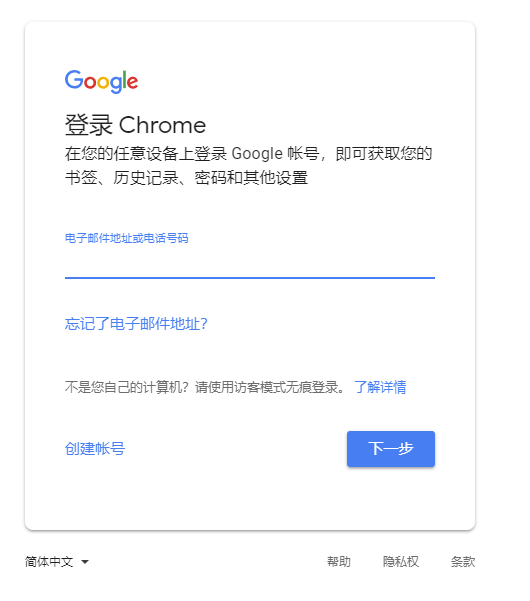 Google
登录 Chrome
在您的任意设备上登录 Google 帐号，即可获取您的
书签、历史记录、密码和其他设置
电子邮件地址或电话号码
忘记了电子邮件地址?
不是您自己的计算机？请使用访客模式无痕登录。 了解详情
创建帐号 下一步
简体中文 帮助 隐私权 条款